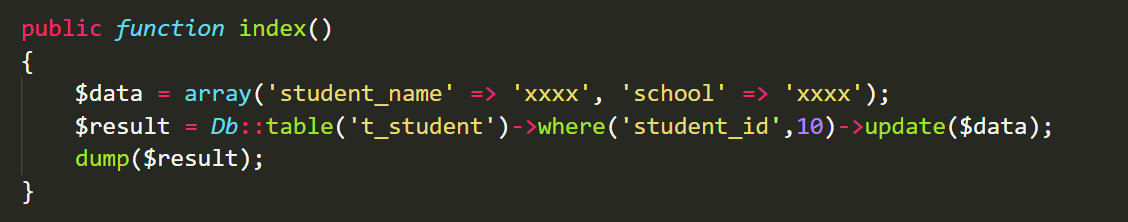 public function index()
{
    $data = array('student_name' => 'xxxx', 'school' => 'xxxx');
    $result = Db::table('t_student')->where('student_id',10)->update($data);
    dump($result);
}